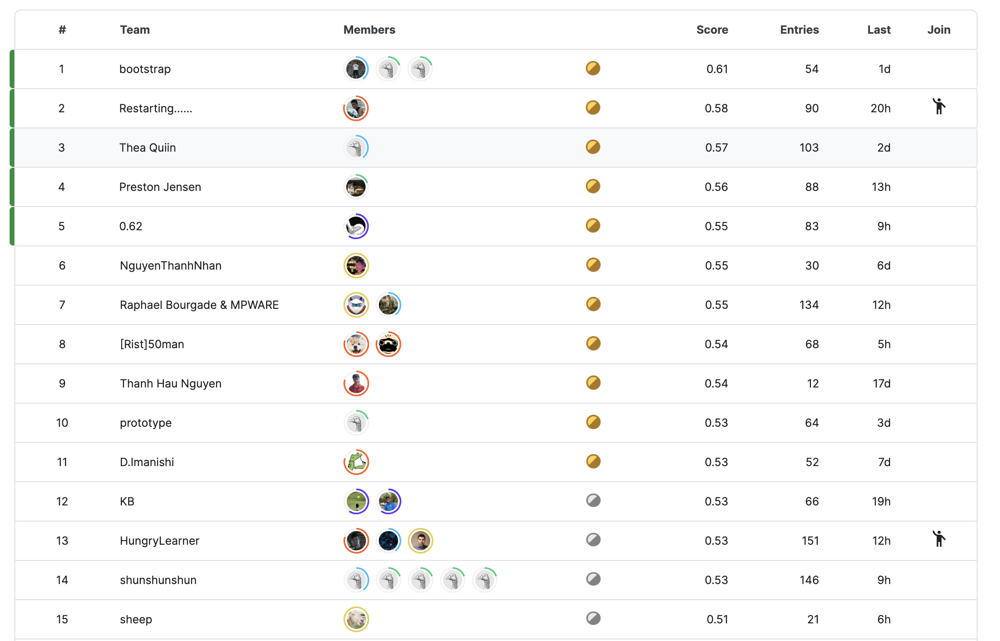 # Team Members Score Entries Last Join
1 bootstrap 0.61 54 1d
2 Restarting...... 0.58 90 20h
3 Thea Quiin 0.57 103 2d
4 Preston Jensen 0.56 88 13h
5 0.62 0.55 83 9h
6 NguyenThanhNhan 0.55 30 6d
7 Raphael Bourgade & MPWARE 0.55 134 12h
8 [Rist]50man 0.54 68 5h
9 Thanh Hau Nguyen 0.54 12 17d
10 prototype 0.53 64 3d
11 D.Imanishi 0.53 52 7d
12 KB 0.53 66 19h
13 HungryLearner 0.53 151 12h
14 shunshunshun 0.53 146 9h
15 sheep 0.51 21 6h